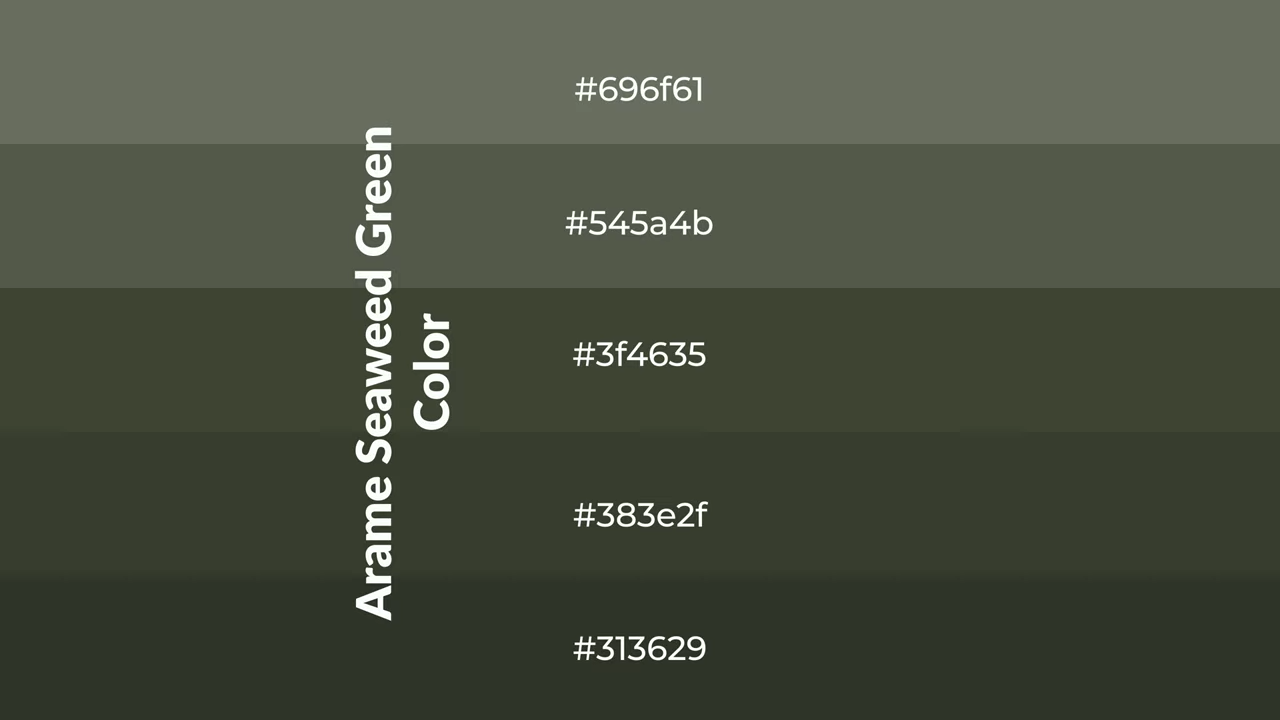 Arame Seaweed Green
Color
#696f61
#545a4b
#3f4635
#383e2f
#313629